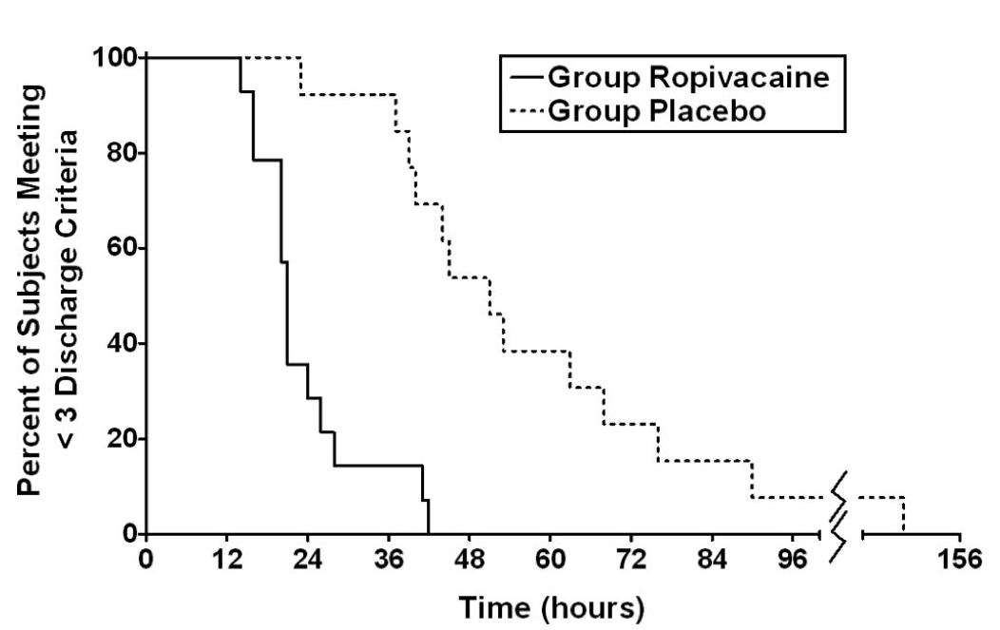 Percent of Subjects Meeting
< 3 Discharge Criteria
100
80
60
40
20
0
Group Ropivacaine
Group Placebo
0 12 24 36 48 60 72 84 96 156
Time (hours)